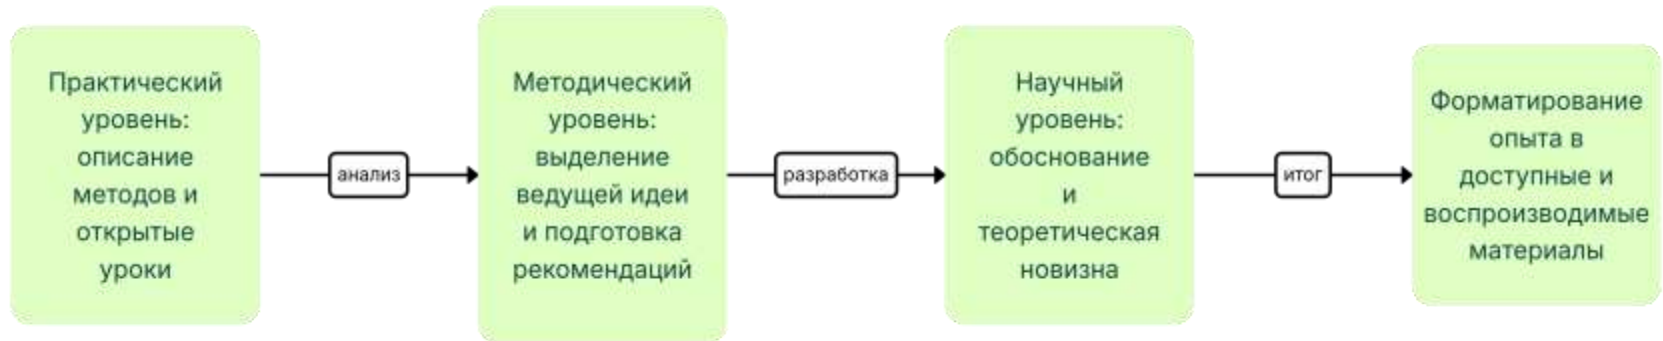 Практический
уровень:
описание
методов и
открытые
уроки
анализ
Методический
уровень:
выделение
ведущей идеи
и подготовка
рекомендаций
разработка
Научный
уровень:
обоснование
и
теоретическая
новизна
итог
Форматирование
опыта в
доступные и
воспроизводимые
материалы